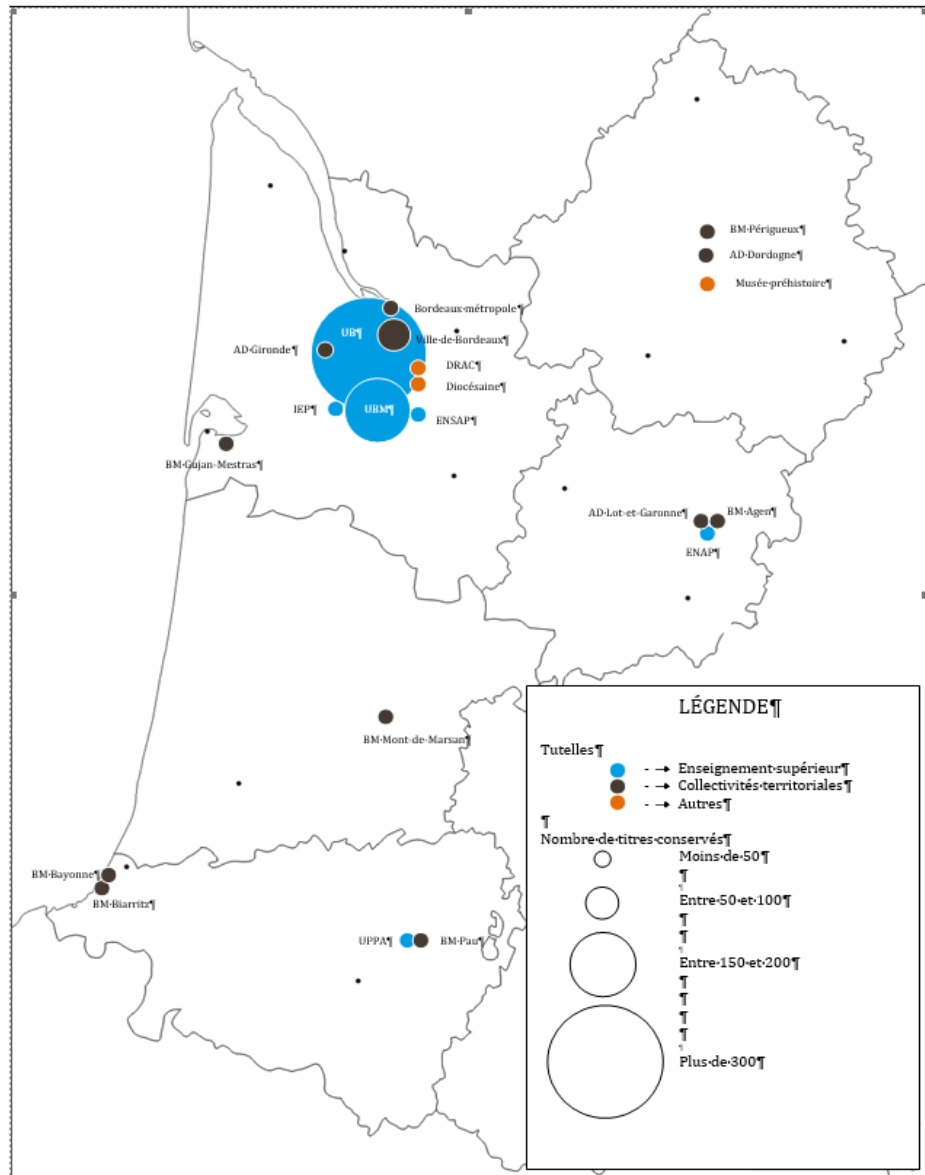 BM·Périgueux¶
AD·Dordogne¶
Musée·préhistoire¶
Bordeaux·métropole¶
UB¶
Ville·de·Bordeaux¶
AD·Gironde¶
DRAC¶
Diocésaine¶
IEP¶
UBM¶
ENSAP¶
BM·Gujan-Mestras¶
AD·Lot-et-Garonne¶
BM·Agen¶
ENAP¶
BM·Mont-de-Marsan¶
BM·Bayonne¶
BM·Biarritz¶
UPPA¶
BM·Pau¶
LÉGENDE¶
Tutelles¶
- → Enseignement·supérieur¶
- → Collectivités·territoriales¶
- → Autres¶
¶
Nombre·de·titres·conservés¶
Moins·de·50¶
¶
¶
Entre·50·et·100¶
¶
¶
¶
Entre·150·et·200¶
¶
¶
¶
¶
¶
Plus·de·300¶